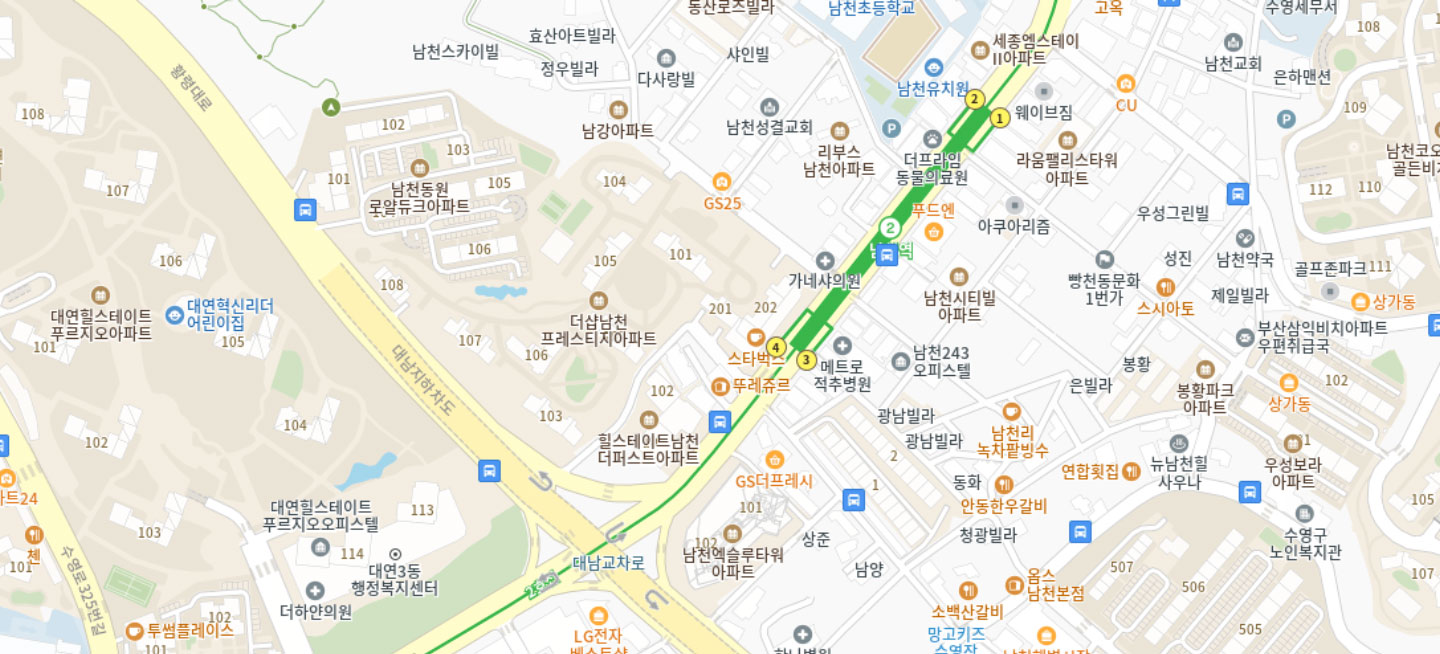 동산로즈빌라
남천초등학교
고옥
수영세무서
효산아트빌라
남천스카이빌
정우빌라
다사랑빌
샤인빌
세종엠스테이
II아파트
남천교회
은하맨션
108
황령대로
108
102
103
101
105
남천동원
로얄듀크아파트
106
107
106
남강아파트
남천성결교회
리부스
남천아파트
남천유치원
2
1
웨이브짐
CU
109
P
P
더프라임
동물의료원
라움팰리스타워
아파트
112
110
104
GS25
푸드엔
2
아쿠아리즘
우성그린빌
105
101
가네샤의원
성진
남천약국
빵천동문화
1번가
골프존파크
111
108
더샵남천
프레스티지아파트
201
202
남천시티빌
아파트
스시아토
제일빌라
상가동
대연힐스테이트
푸르지오아파트
101
대연혁신리더
어린이집
105
107
106
4
3
스타벅스
메트로
적추병원
남천243
오피스텔
부산삼익비치아파트
우편취급국
대남지하차도
뚜레쥬르
102
봉황
은빌라
봉황파크
아파트
102
상가동
104
102
103
힐스테이트남천
더퍼스트아파트
광남빌라
광남빌라
남천리
녹차팥빙수
2
1
GS더프레시
연합횟집
뉴남천힐
사우나
우성보라
아파트
동화
안동한우갈비
105
대연힐스테이트
푸르지오오피스텔
113
114
대연3동
행정복지센터
101
102
남천엑슬루타워
아파트
상준
청광빌라
수영구
노인복지관
첸
101
수영로325번길
더하얀의원
대남교차로
남양
507
506
505
107
옵스
남천본점
소백산갈비
투썸플레이스
102
101
LG전자
베스트샵
망고키즈
수영장